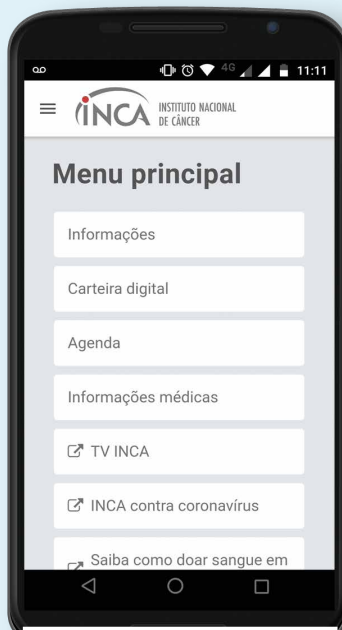 4G 11:11
INCA INSTITUTO NACIONAL
DE CÂNCER
Menu principal
Informações
Carteira digital
Agenda
Informações médicas
TV INCA
INCA contra coronavírus
Saiba como doar sangue em